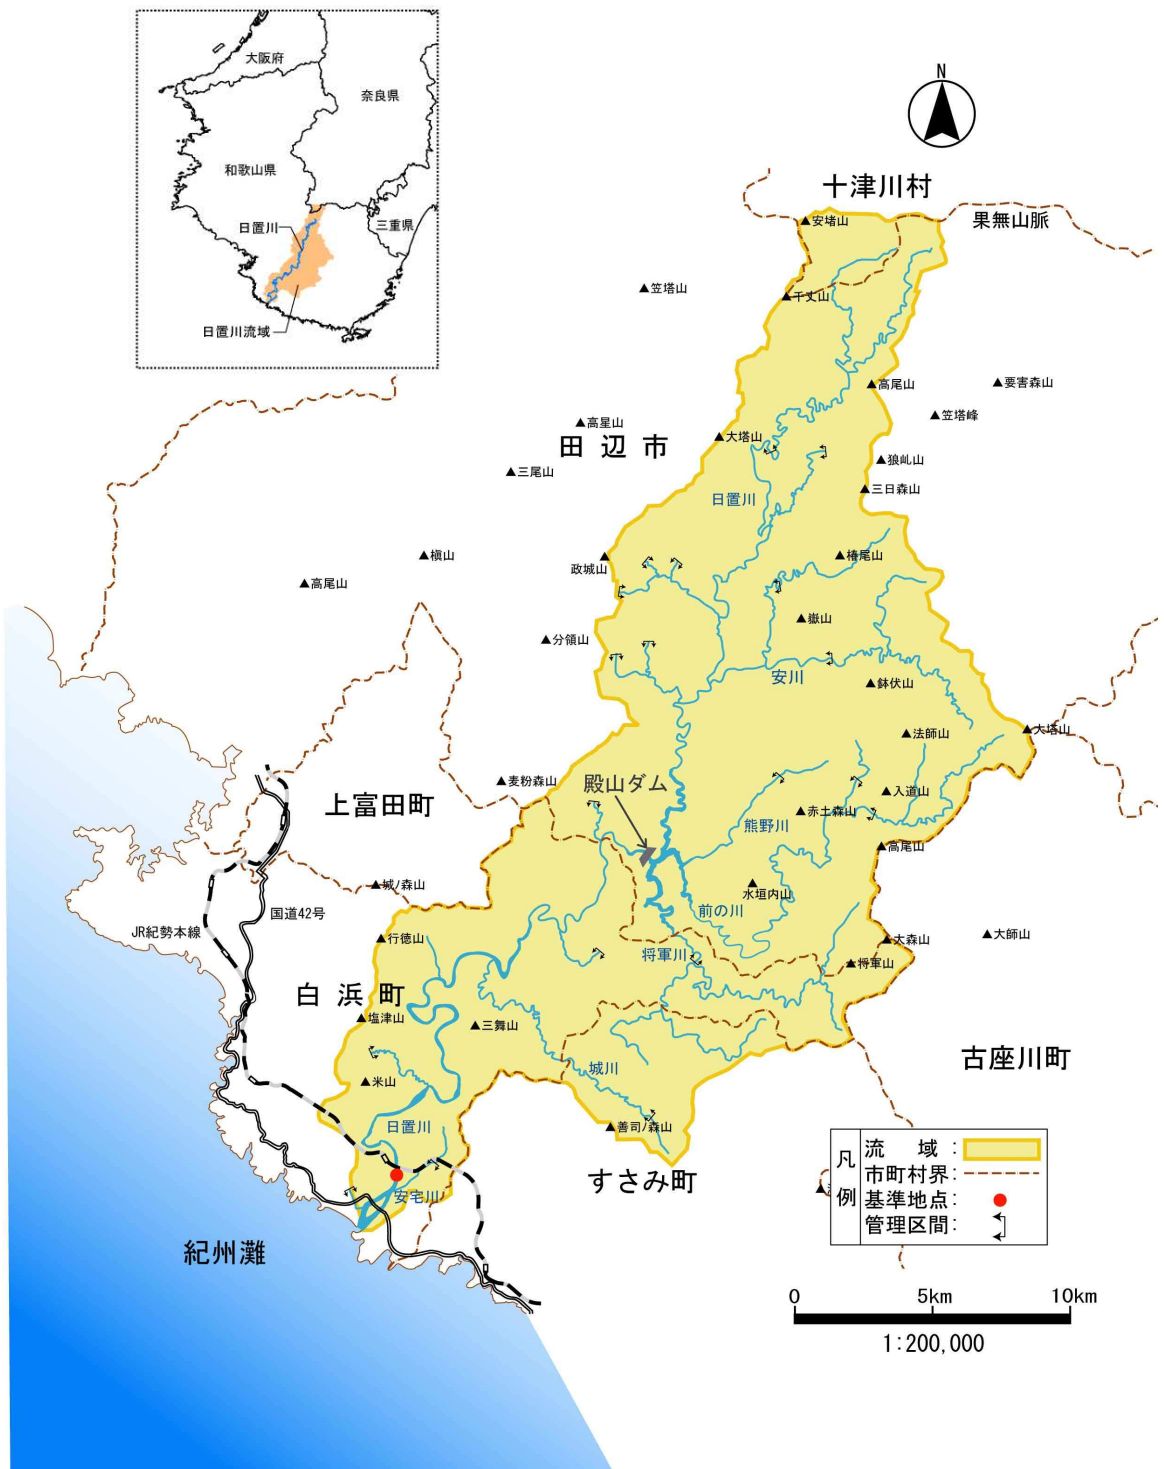 大阪府
奈良県
和歌山県
日置川
三重県
日置川流域
N
十津川村
安堵山
果無山脈
笠塔山
千丈山
高尾山
要害森山
笠塔峰
高星山
田辺市
大塔山
三尾山
狼乢山
三日森山
日置川
槇山
政城山
椿尾山
高尾山
嶽山
分領山
安川
鉢伏山
法師山
大塔山
麦粉森山
殿山ダム
入道山
上富田町
赤土森山
熊野川
高尾山
城ノ森山
水垣内山
国道42号
前の川
JR紀勢本線
行徳山
大森山
大師山
将軍川
将軍山
白浜町
塩津山
三舞山
古座川町
城川
米山
日置川
善司ノ森山
すさみ町
安宅川
紀州灘
凡例
流域:
市町村界:
基準地点:
管理区間:
0 5km 10km
1:200,000